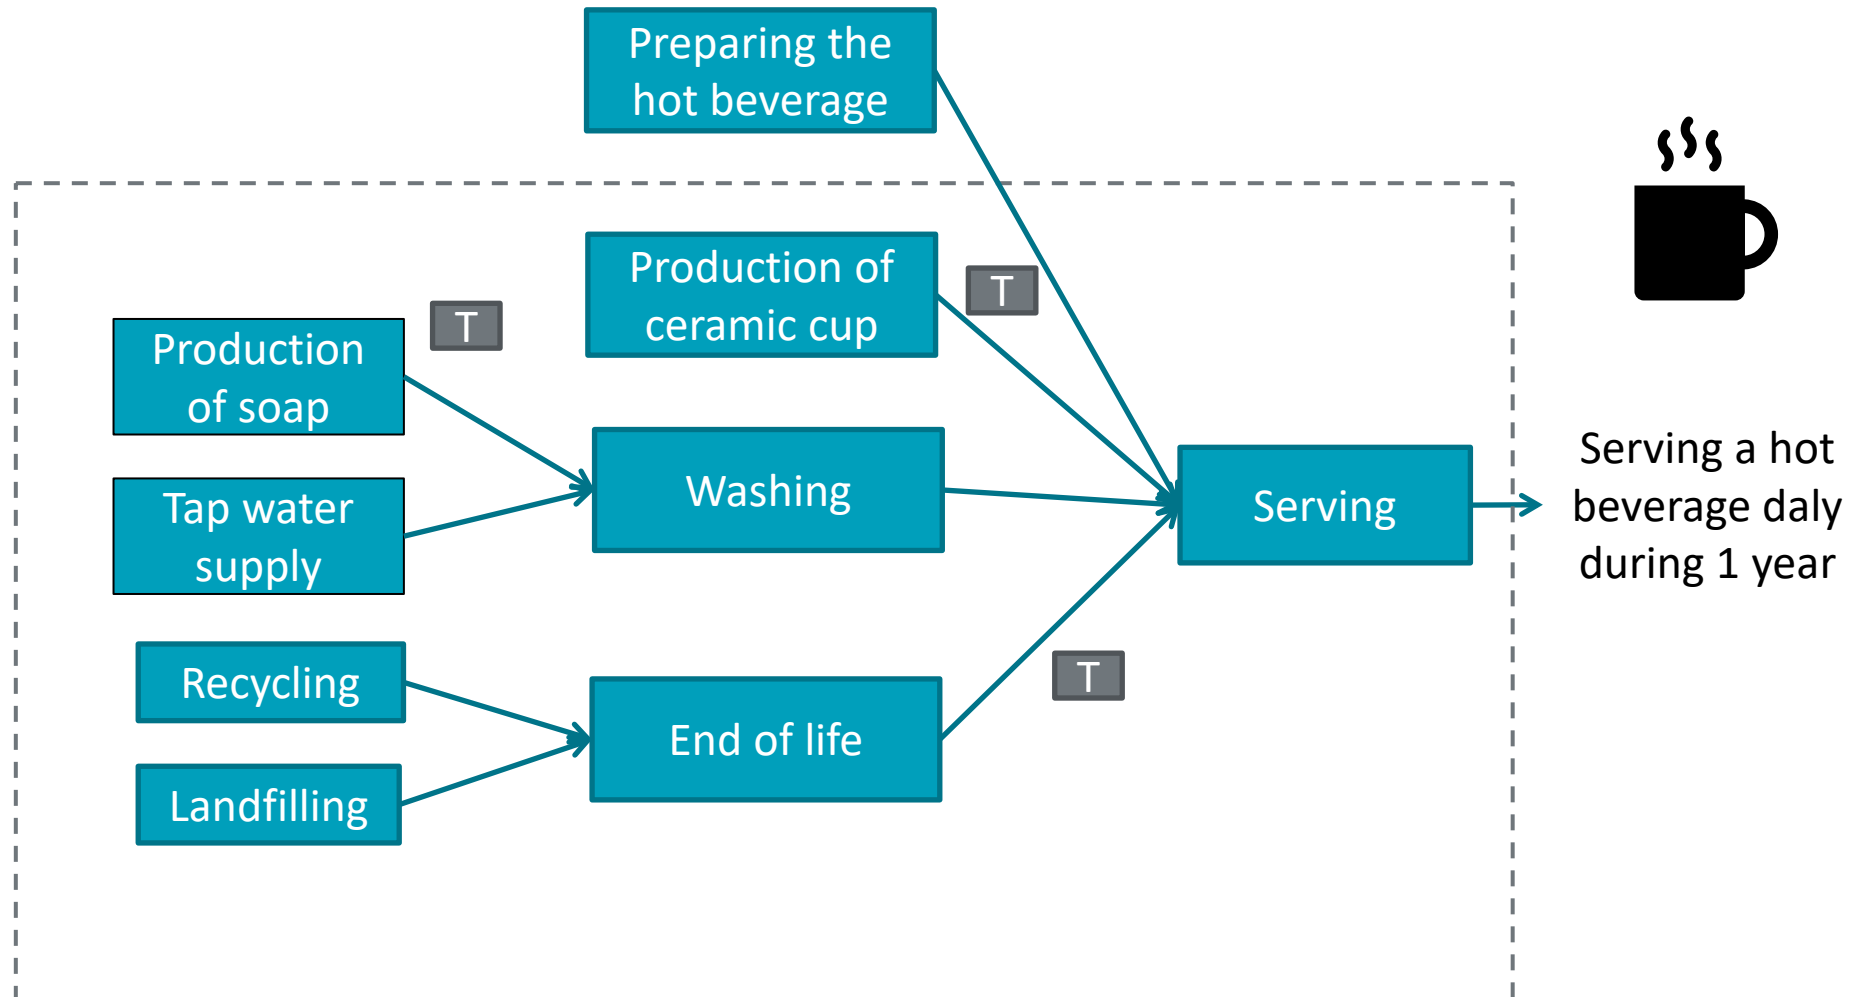 Preparing the
hot beverage
Production of
ceramic cup
T
T
Production
of soap
Tap water
supply
Washing
Serving
Serving a hot
beverage daly
during 1 year
Recycling
Landfilling
End of life
T